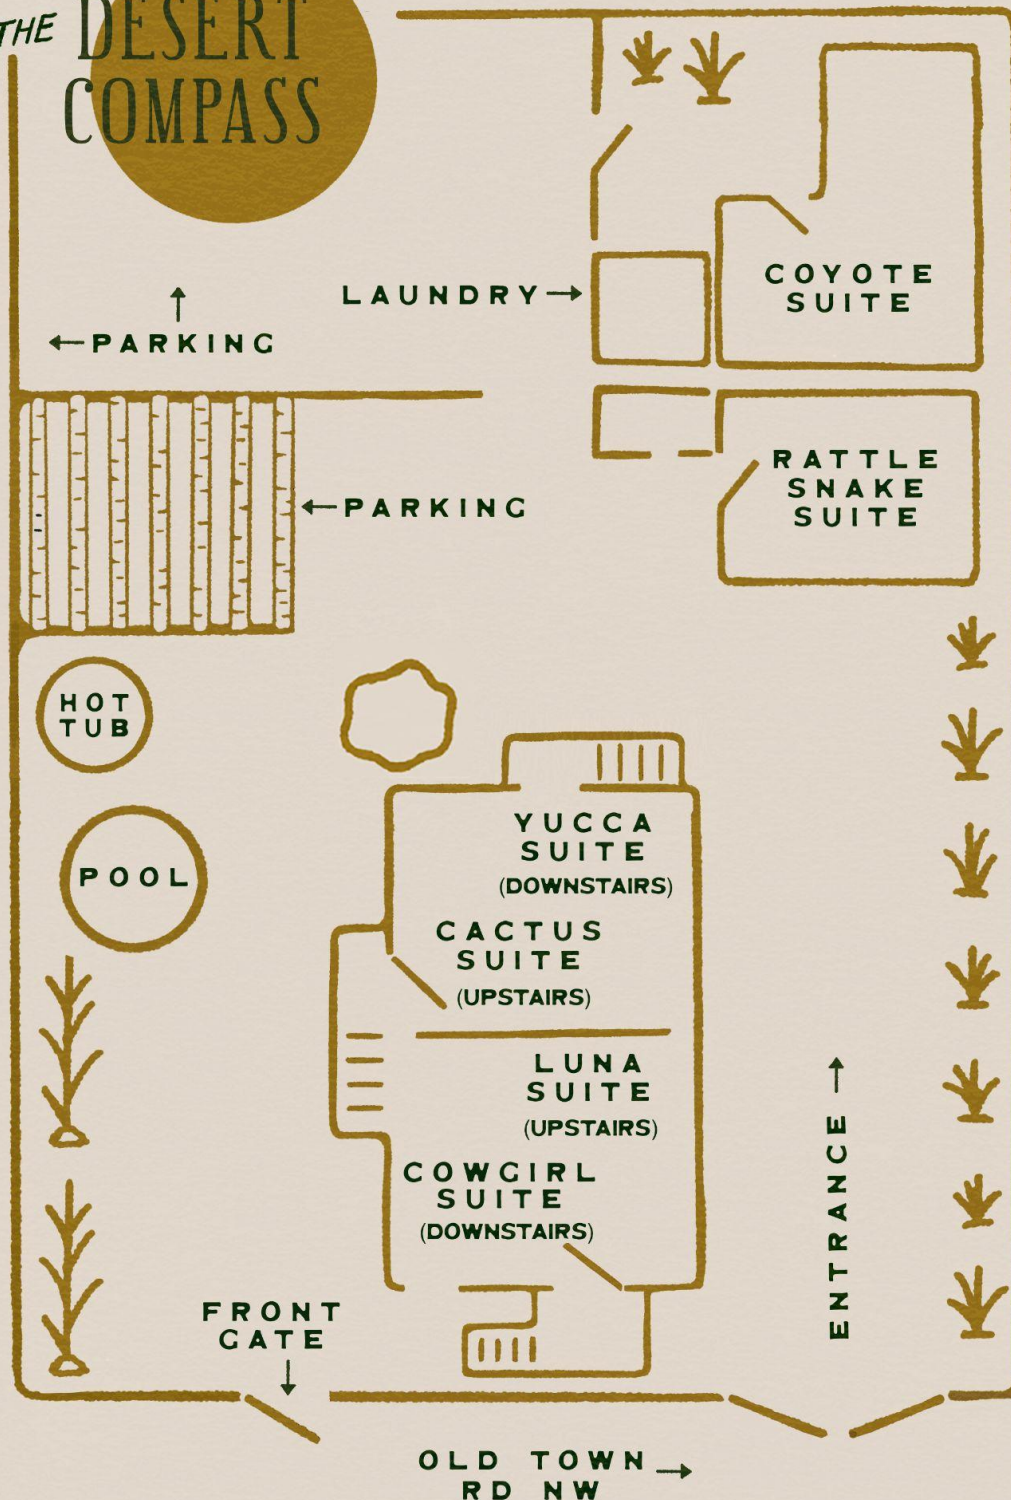 THE DESERT
COMPASS
COYOTE
SUITE
LAUNDRY
PARKING
RATTLE
SNAKE
SUITE
PARKING
HOT
TUB
POOL
YUCCA
SUITE
(DOWNSTAIRS)
CACTUS
SUITE
(UPSTAIRS)
LUNA
SUITE
(UPSTAIRS)
COWGIRL
SUITE
(DOWNSTAIRS)
ENTRANCE
FRONT
GATE
OLD TOWN
RD NW